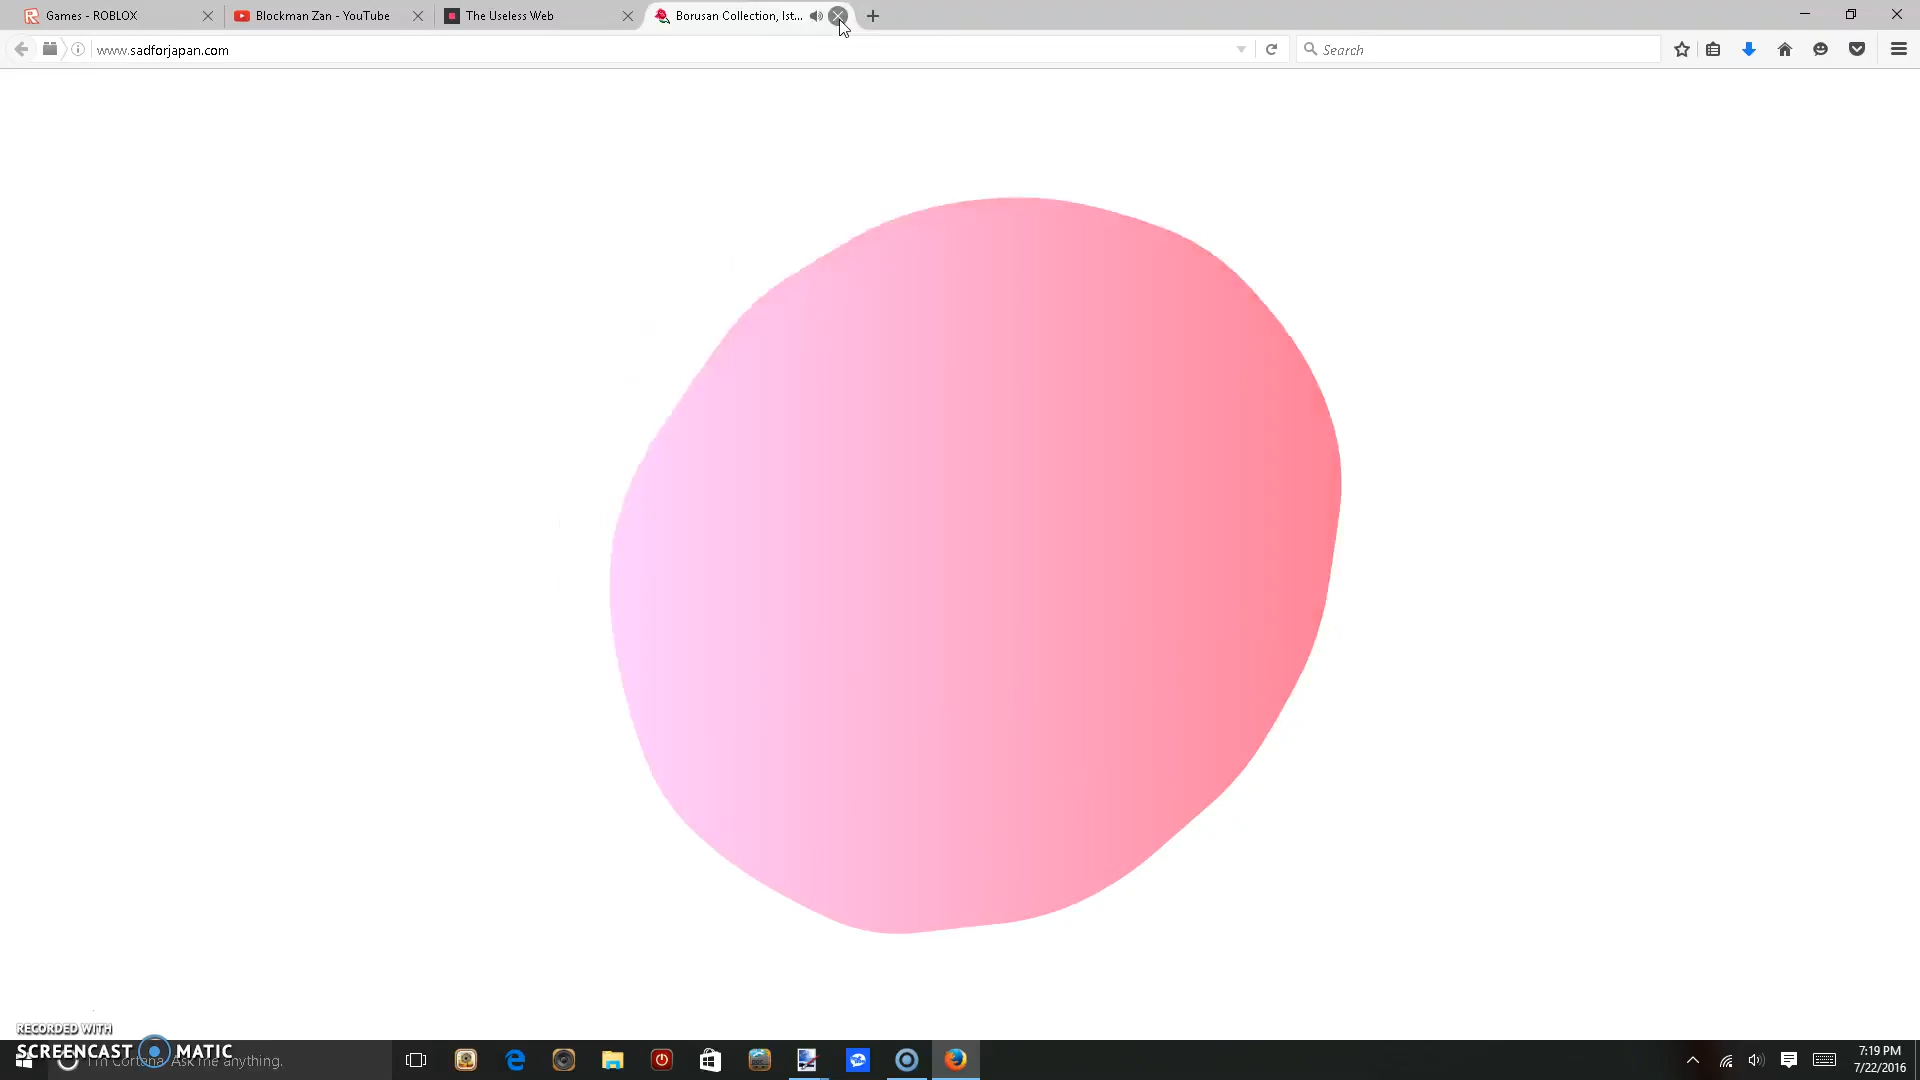 Games - ROBLOX
Blockman Zan - YouTube
The Useless Web
Borusan Collection, Ist...
www.sadforjapan.com
Search
RECORDED WITH
SCREENCAST MATIC
I'm Cortana. Ask me anything.
7:19 PM
7/22/2016